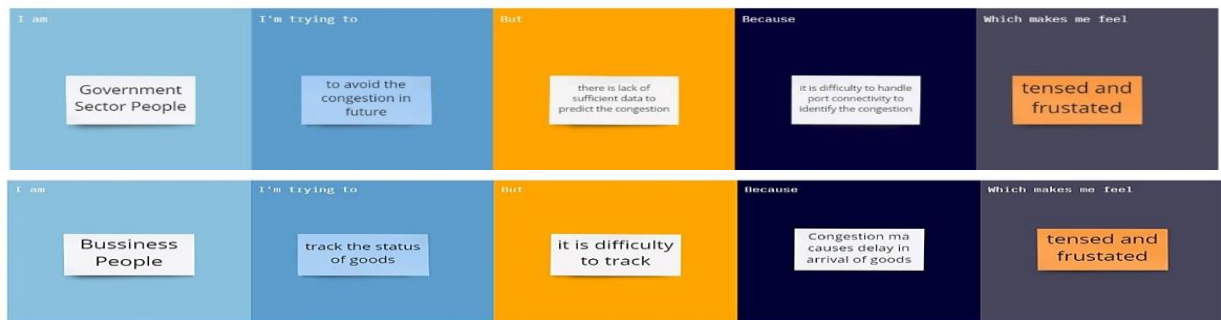 I am
I'm trying to
But
Because
Which makes me feel
Government
Sector People
to avoid the
congestion in
future
there is lack of
sufficient data to
predict the congestion
it is difficulty to handle
port connectivity to
identify the congestion
tensed and
frustated
I am
I'm trying to
But
Because
Which makes me feel
Bussiness
People
track the status
of goods
it is difficulty
to track
Congestion ma
causes delay in
arrival of goods
tensed and
frustated